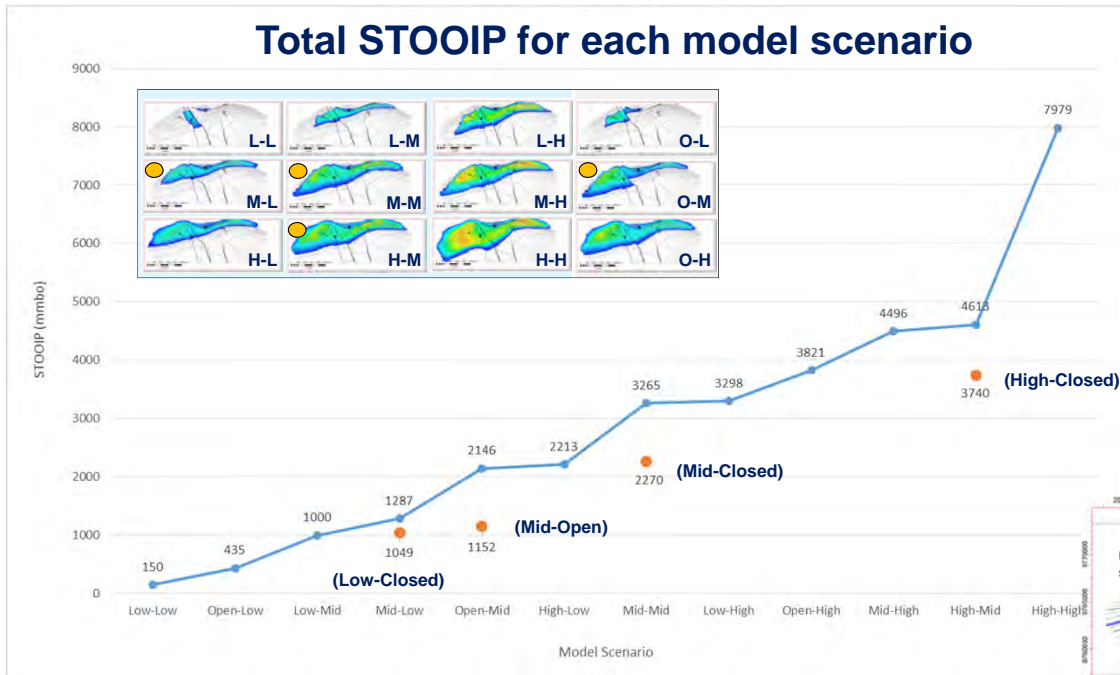 Total STOOIP for each model scenario
9000
8000
7000
6000
5000
4000
3000
2000
1000
0
STOOIP (mmbo)
L-L
L-M
L-H
O-L
M-L
M-M
M-H
O-M
H-L
H-M
H-H
O-H
150
435
1000
1287
2146
2213
3265
3298
3821
4496
4613
7979
1049
(Low-Closed)
1152
(Mid-Open)
2270
(Mid-Closed)
3740
(High-Closed)
Low-Low Open-Low Low-Mid Mid-Low Open-Mid High-Low Mid-Mid Low-High Open-High Mid-High High-Mid High-High
Model Scenario
9770000
9760000